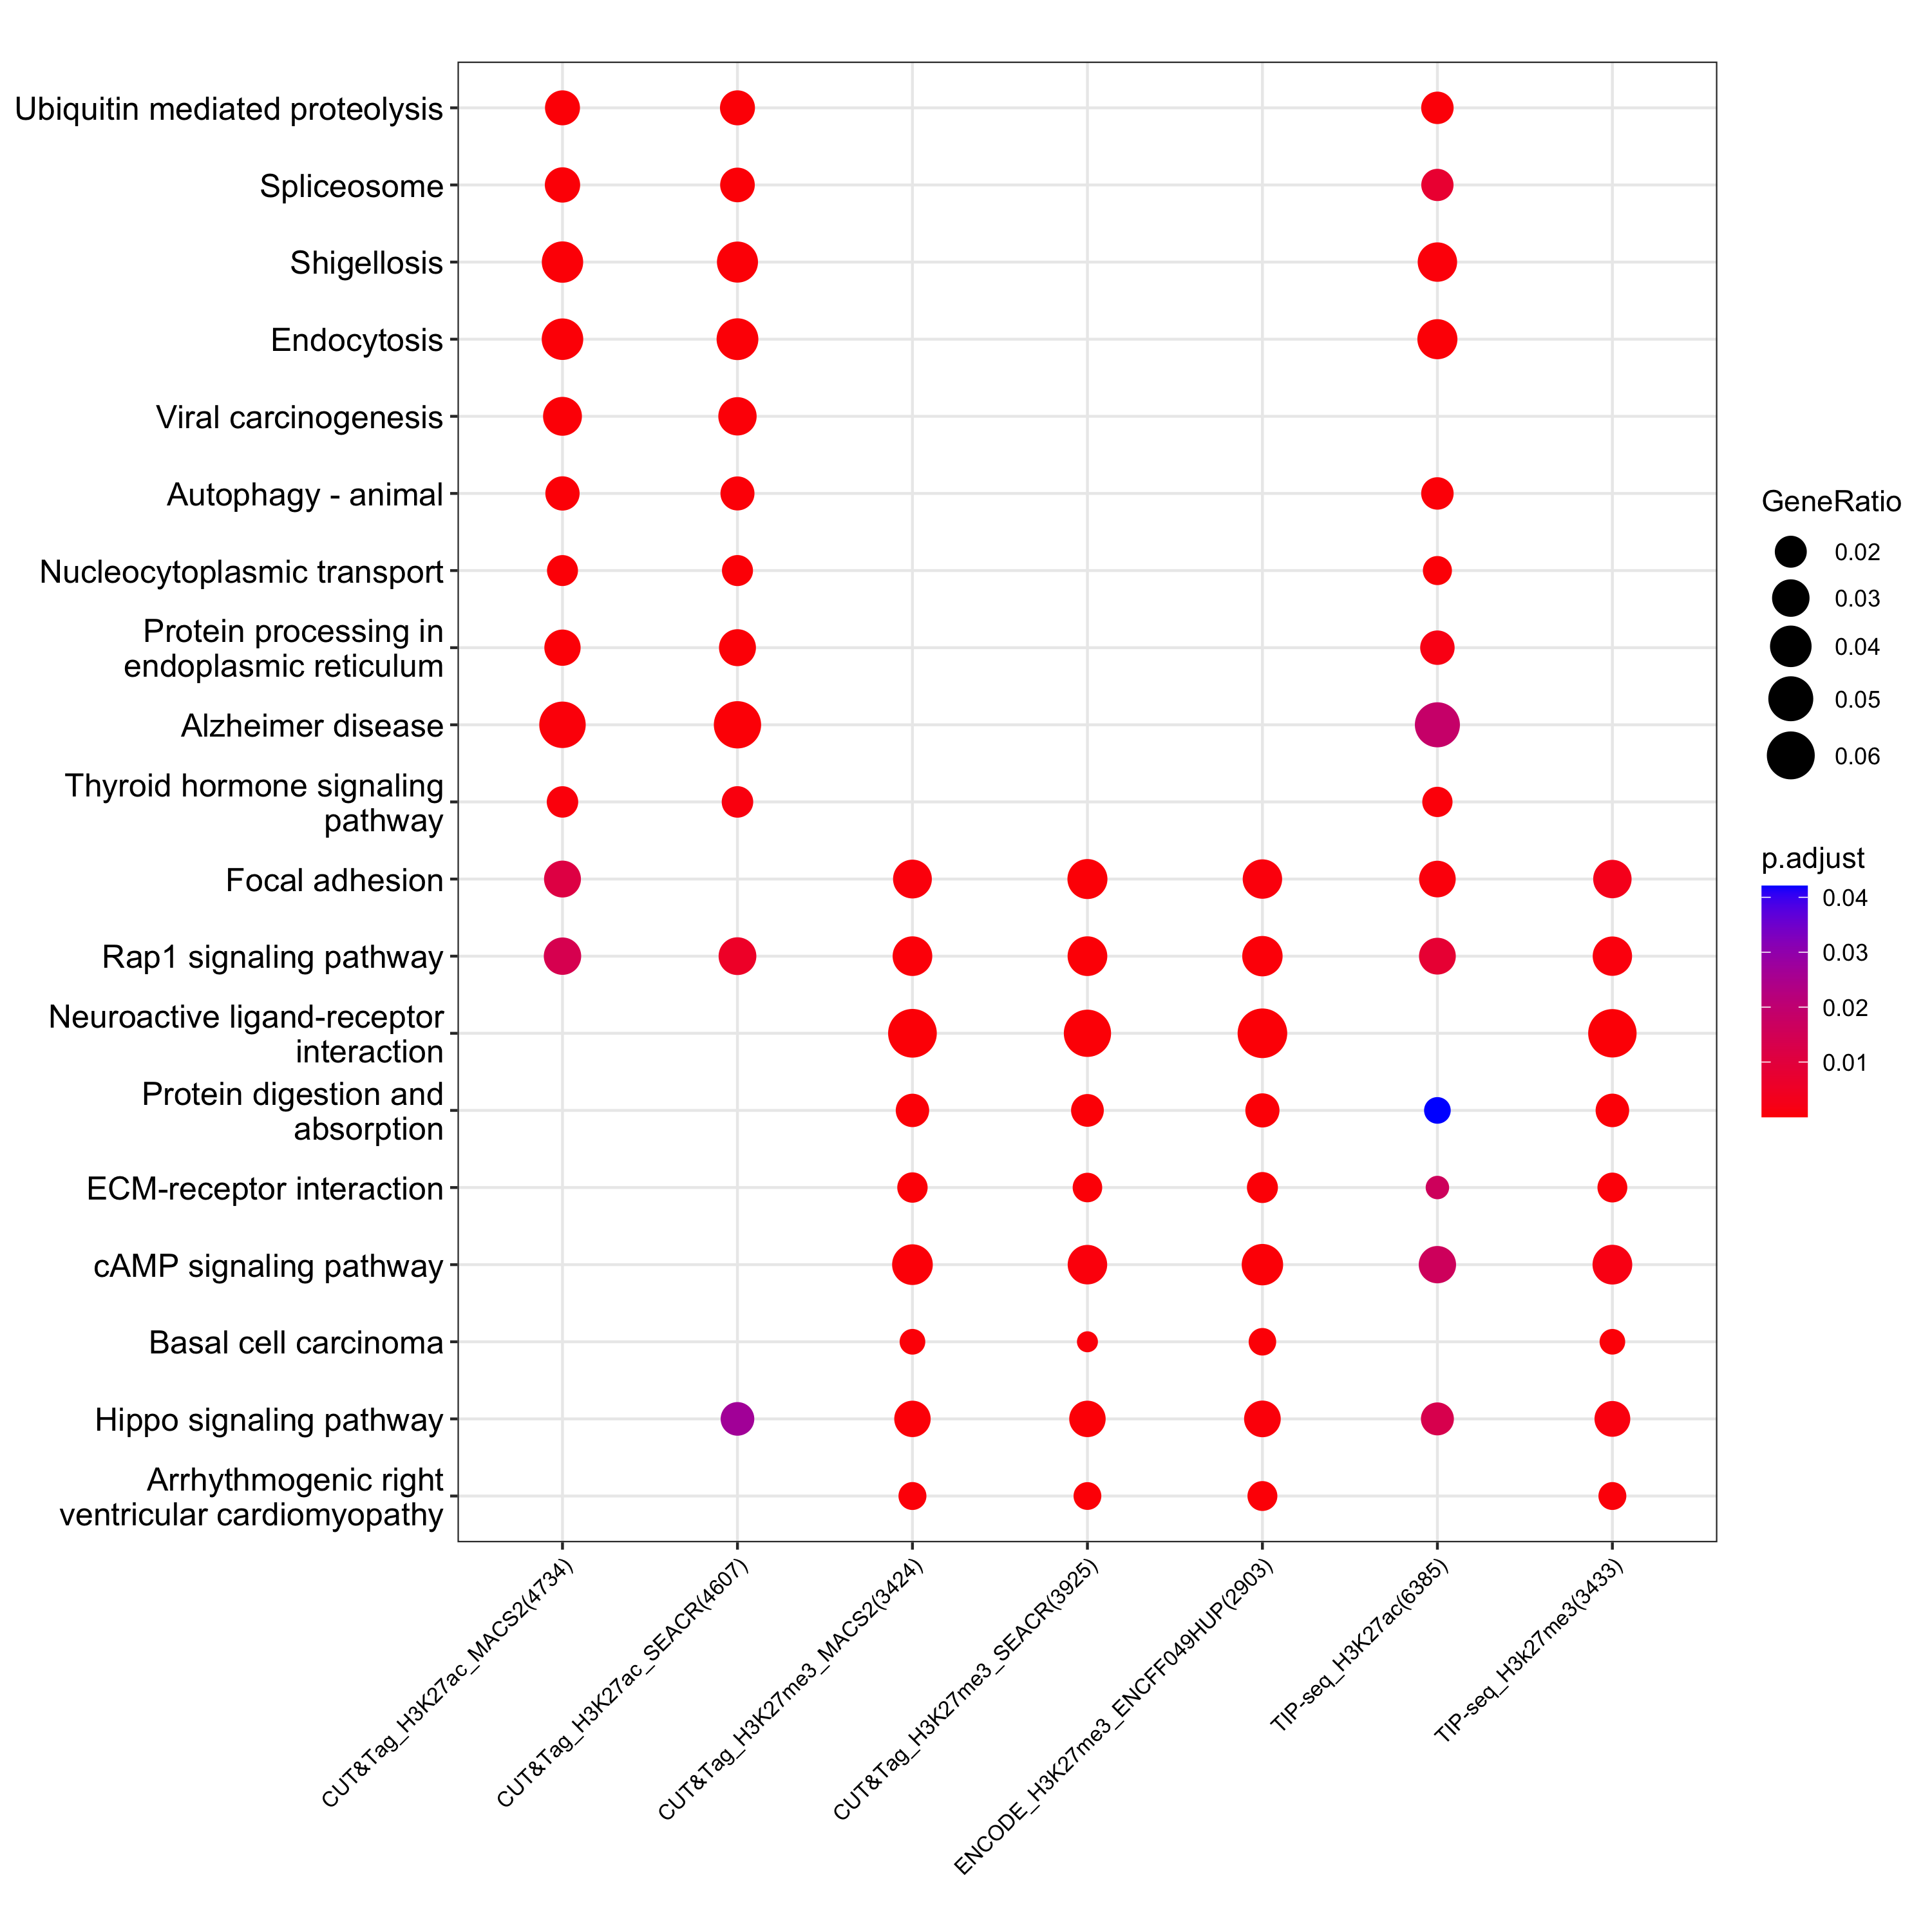 Ubiquitin mediated proteolysis
Spliceosome
Shigellosis
Endocytosis
Viral carcinogenesis
Autophagy - animal
Nucleocytoplasmic transport
Protein processing in
endoplasmic reticulum
Alzheimer disease
Thyroid hormone signaling
pathway
Focal adhesion
Rap1 signaling pathway
Neuroactive ligand-receptor
interaction
Protein digestion and
absorption
ECM-receptor interaction
cAMP signaling pathway
Basal cell carcinoma
Hippo signaling pathway
Arrhythmogenic right
ventricular cardiomyopathy
CUT&Tag_H3K27ac_MACS2(4734)
CUT&Tag_H3K27ac_SEACR(4607)
CUT&Tag_H3K27me3_MACS2(3424)
CUT&Tag_H3K27me3_SEACR(3925)
ENCODE_H3K27me3_ENCFF049HUP(2903)
TIP-seq_H3K27ac(6385)
TIP-seq_H3k27me3(3433)
GeneRatio
0.02
0.03
0.04
0.05
0.06
p.adjust
0.04
0.03
0.02
0.01